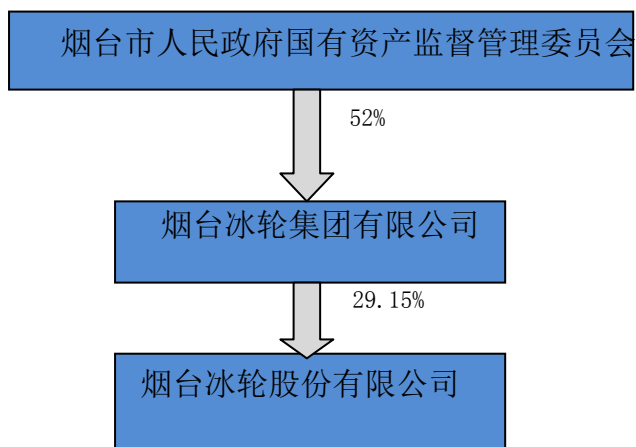 烟台市人民政府国有资产监督管理委员会
52%
烟台冰轮集团有限公司
29.15%
烟台冰轮股份有限公司